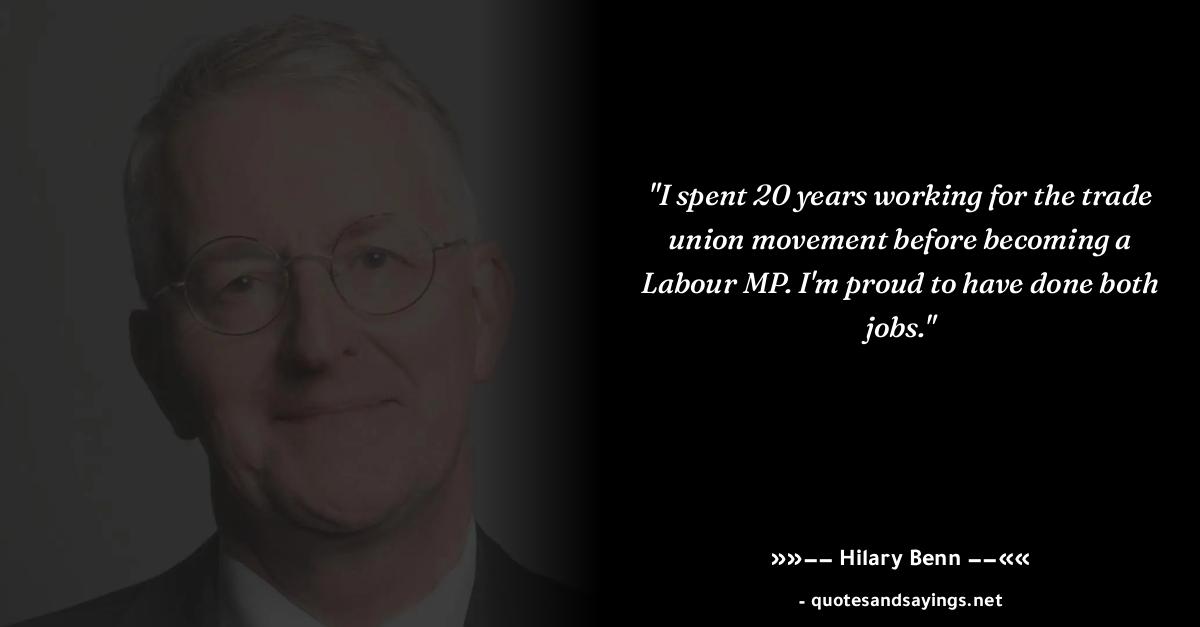 "I spent 20 years working for the trade
union movement before becoming a
Labour MP. I'm proud to have done both
jobs."
»»–– Hilary Benn ––««
- quotesandsayings.net